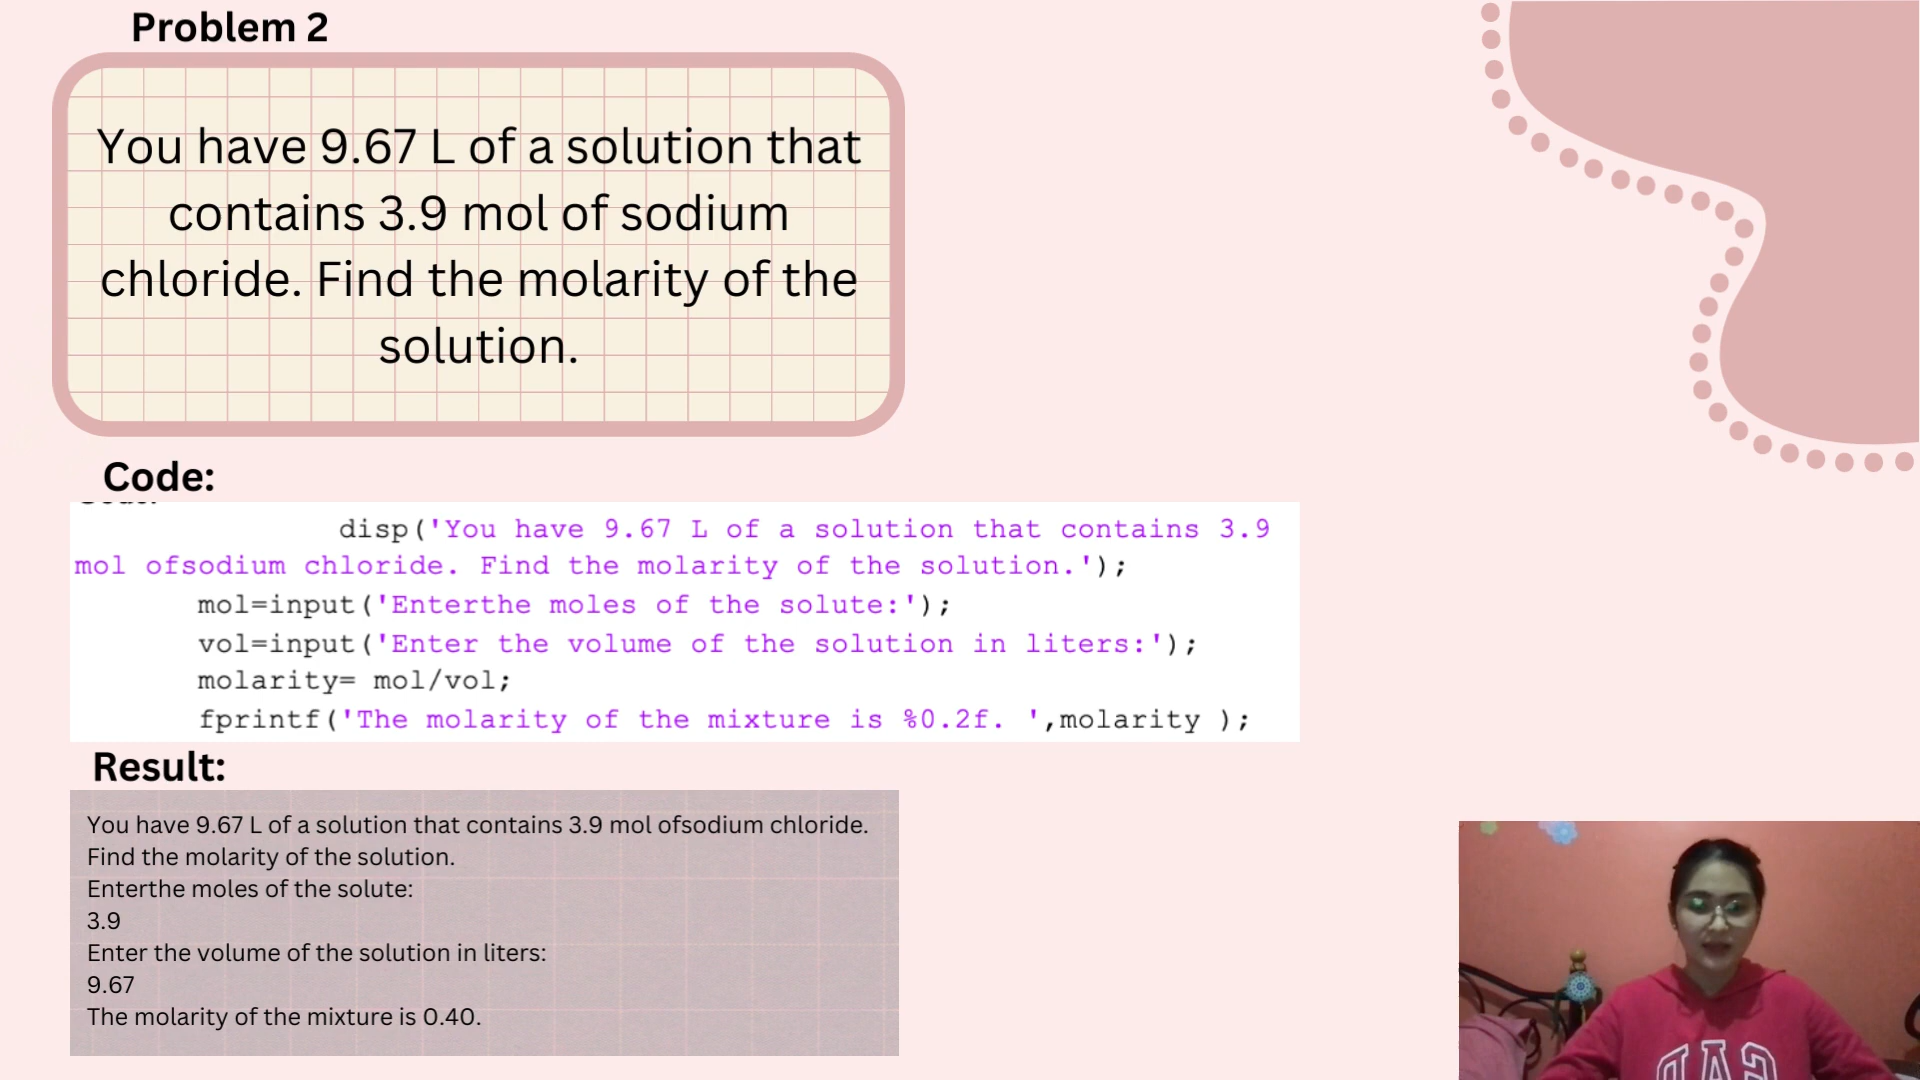 Problem 2
You have 9.67 L of a solution that
contains 3.9 mol of sodium
chloride. Find the molarity of the
solution.
Code:
disp('You have 9.67 L of a solution that contains 3.9
mol ofsodium chloride. Find the molarity of the solution.');
mol=input('Enterthe moles of the solute:');
vol=input('Enter the volume of the solution in liters:');
molarity= mol/vol;
fprintf('The molarity of the mixture is %0.2f. ',molarity );
Result:
You have 9.67 L of a solution that contains 3.9 mol ofsodium chloride.
Find the molarity of the solution.
Enterthe moles of the solute:
3.9
Enter the volume of the solution in liters:
9.67
The molarity of the mixture is 0.40.
GAP